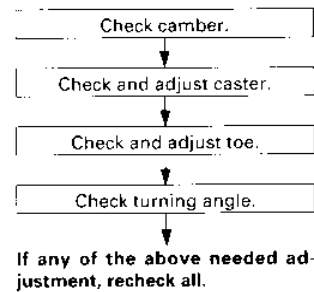 Check camber.
Check and adjust caster.
Check and adjust toe.
Check turning angle.
If any of the above needed ad-
justment, recheck all.